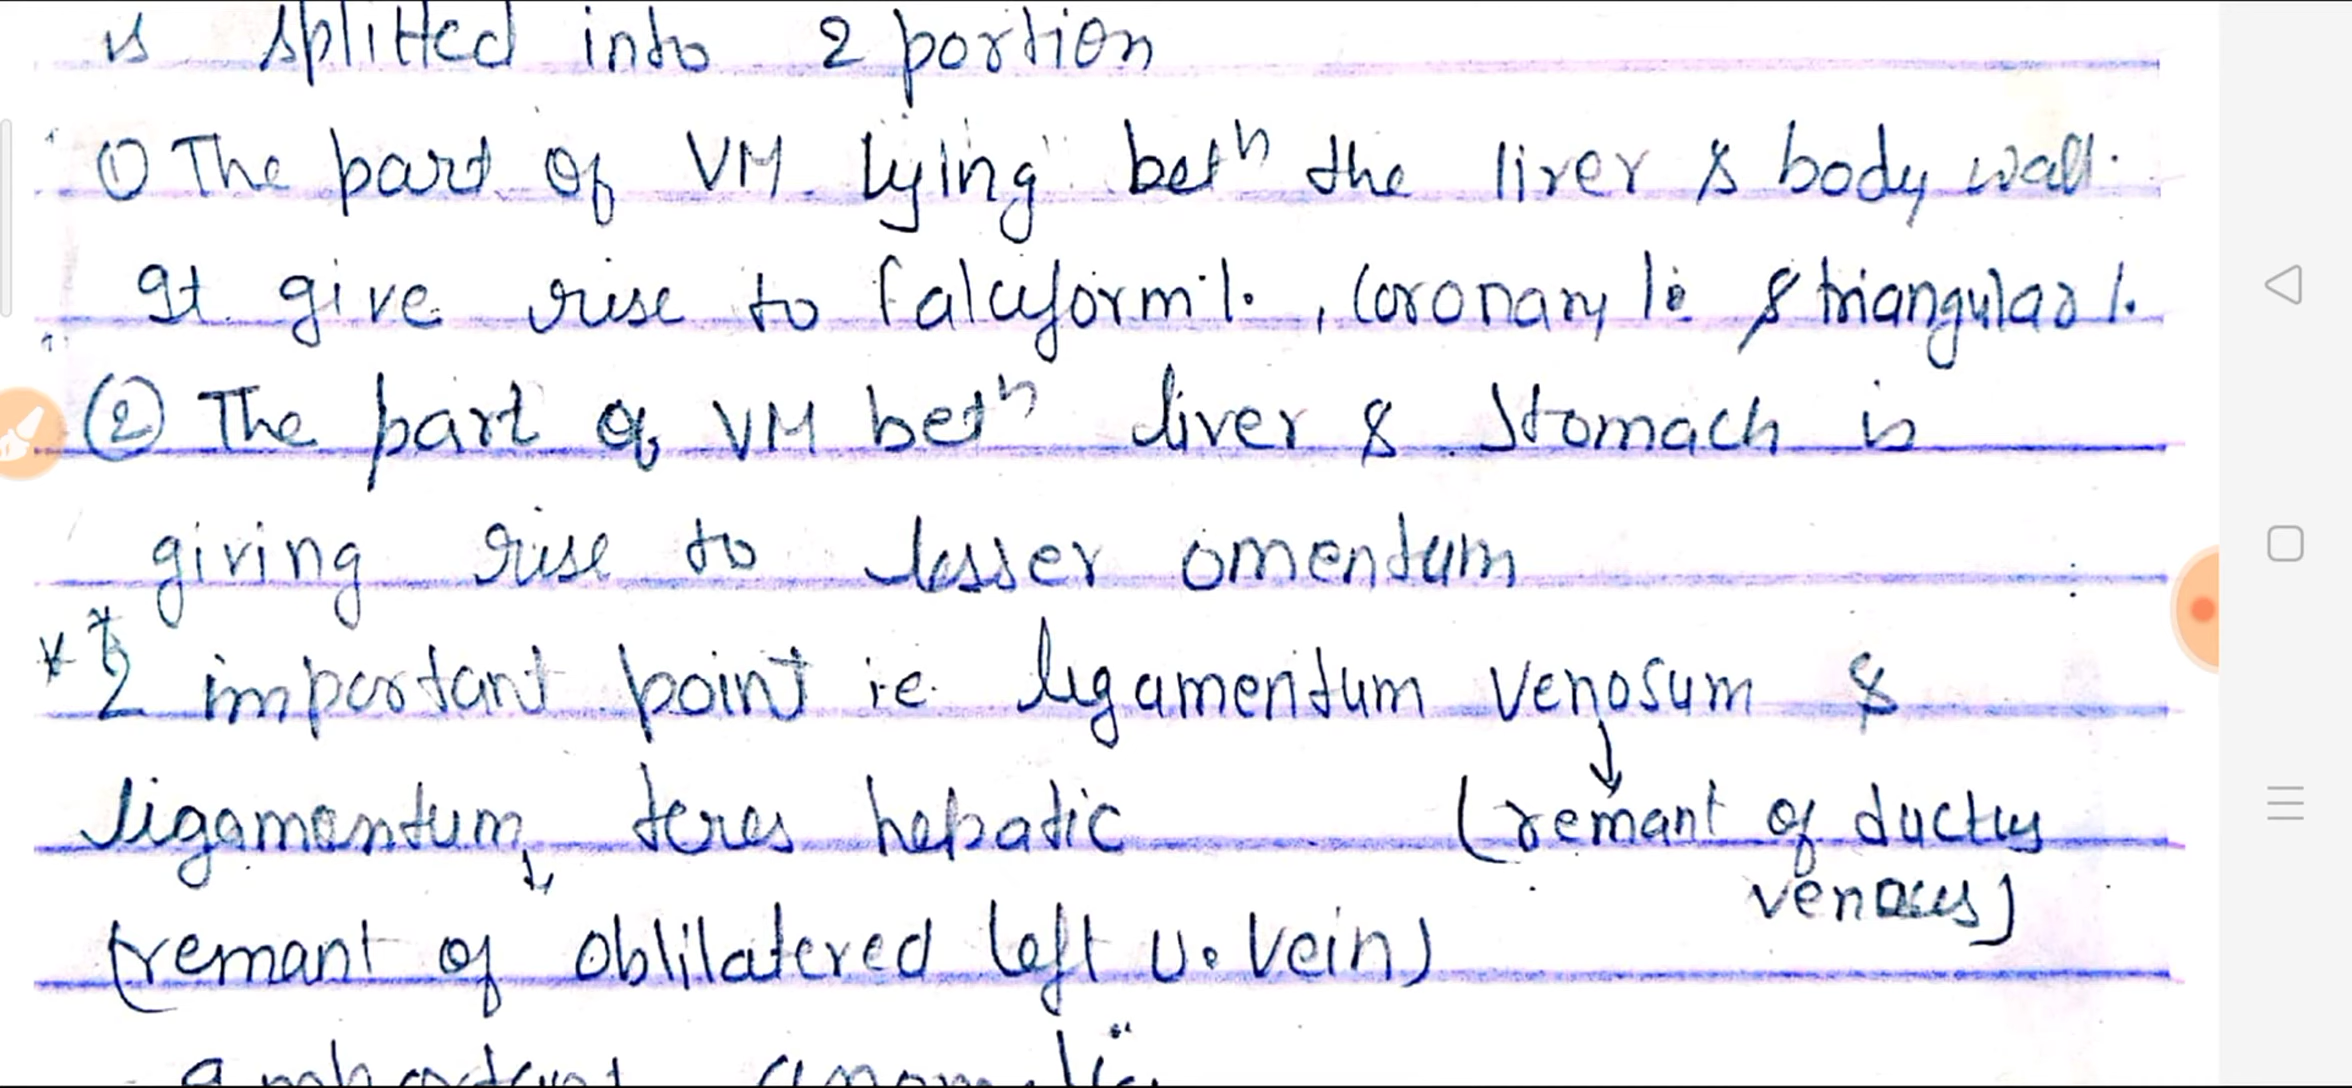 is splitted into 2 portion
① The part of VM lying betⁿ the liver & body wall.
It give rise to falciform l. , Coronary l. & triangular l.
② The part of VM betⁿ liver & Stomach is
giving rise to lesser omentum
** 2 important point ie ligamentum venosum &
ligamentum teres hepatic (remant of ductus
venosus)
(remant of oblilatered left U. Vein)